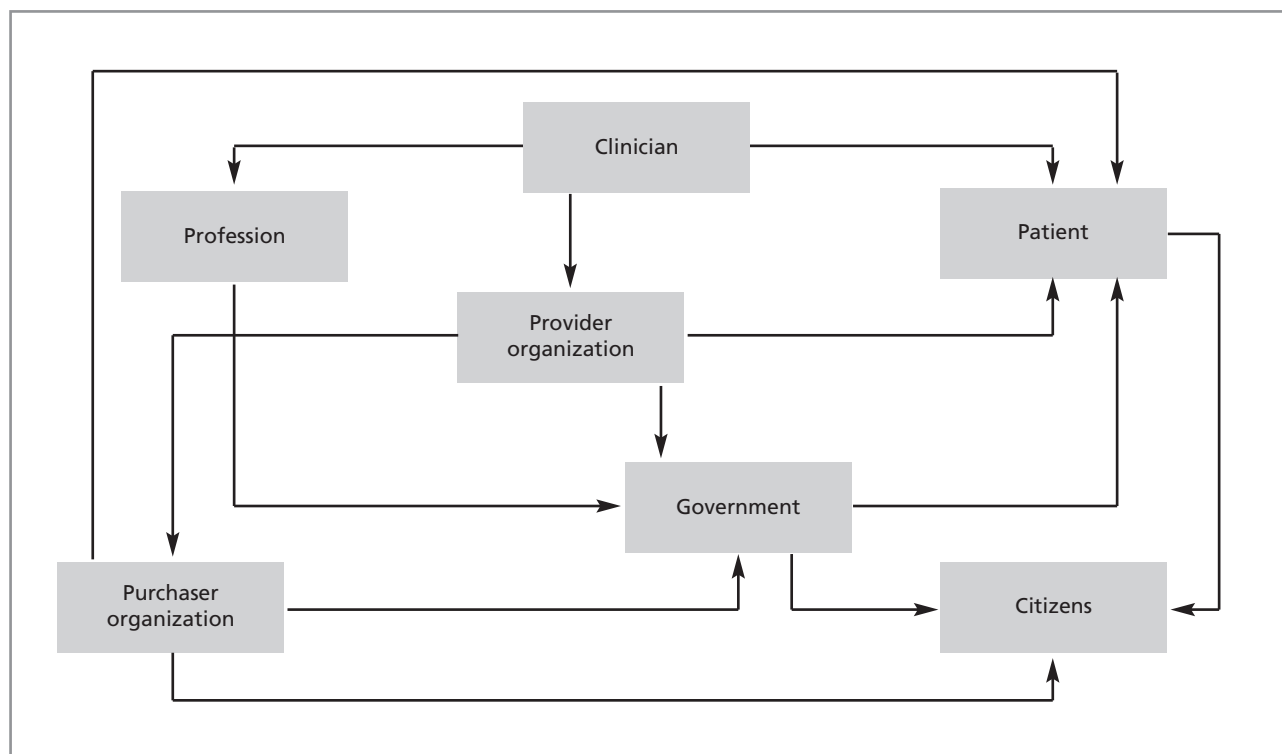 Clinician
Profession
Patient
Provider
organization
Government
Purchaser
organization
Citizens